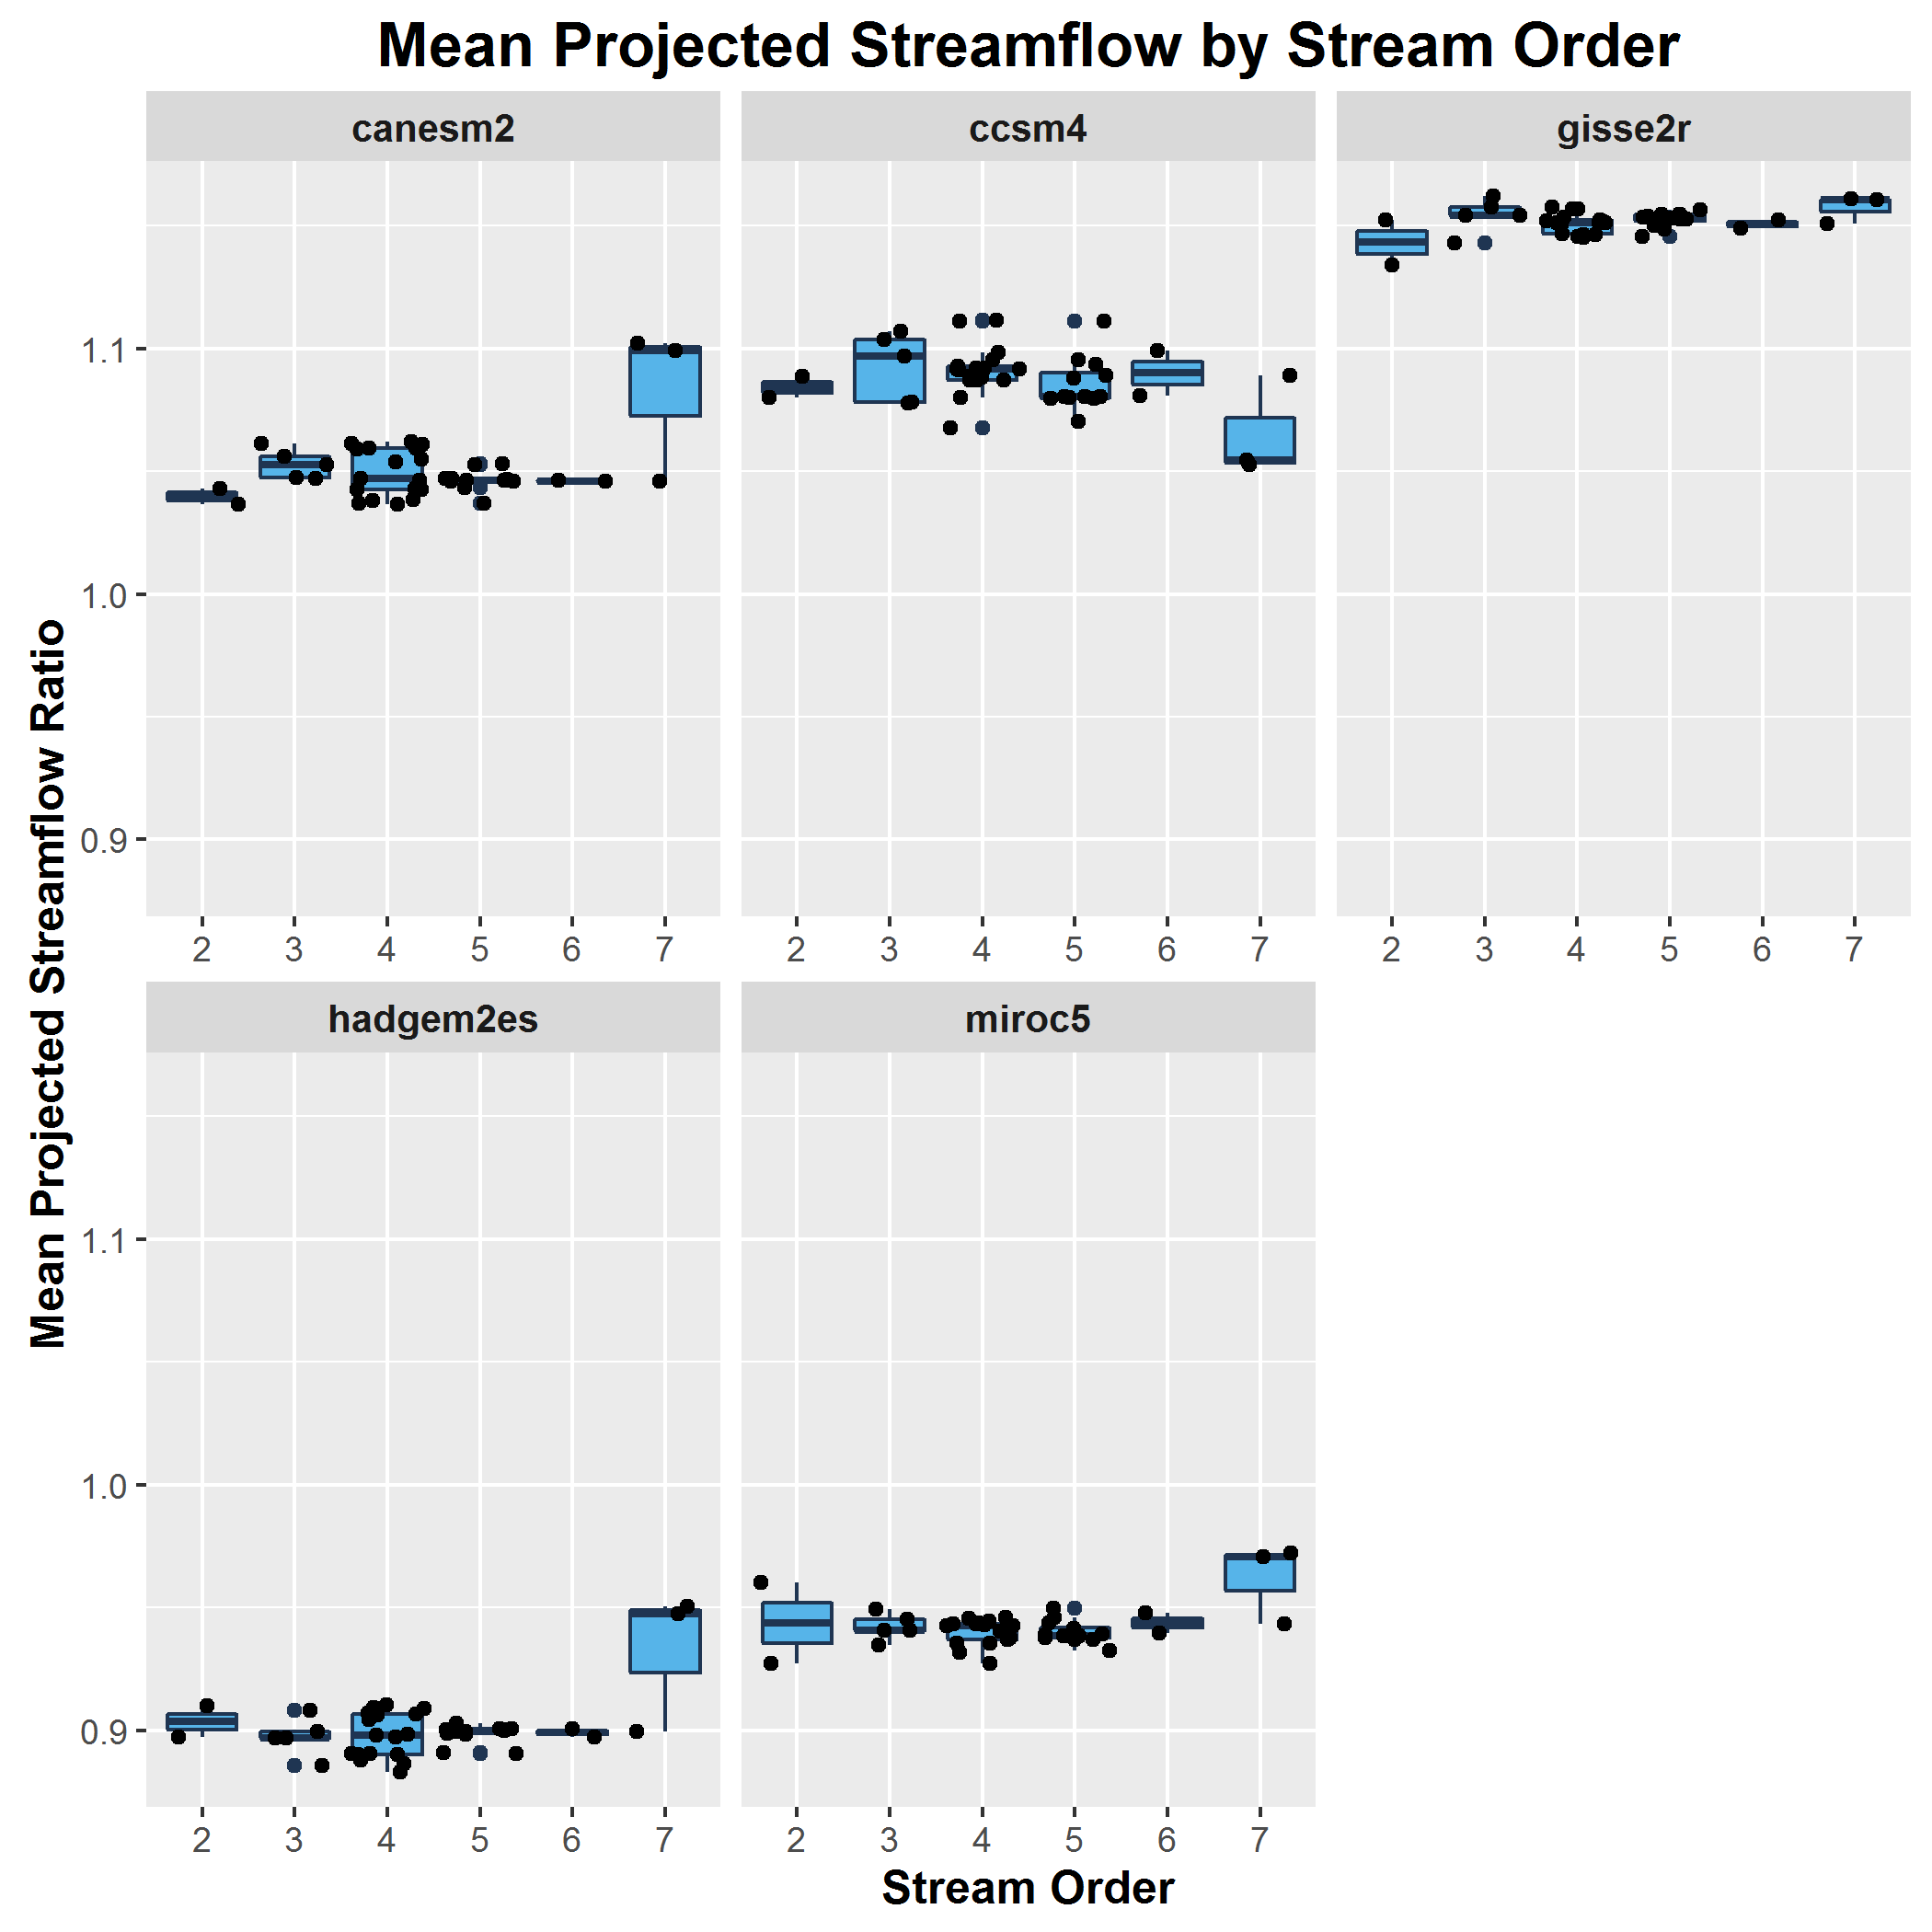 Mean Projected Streamflow by Stream Order
canesm2
ccsm4
gisse2r
Mean Projected Streamflow Ratio
1.1
1.0
0.9
2 3 4 5 6 7
2 3 4 5 6 7
2 3 4 5 6 7
hadgem2es
miroc5
1.1
1.0
0.9
2 3 4 5 6 7
2 3 4 5 6 7
Stream Order